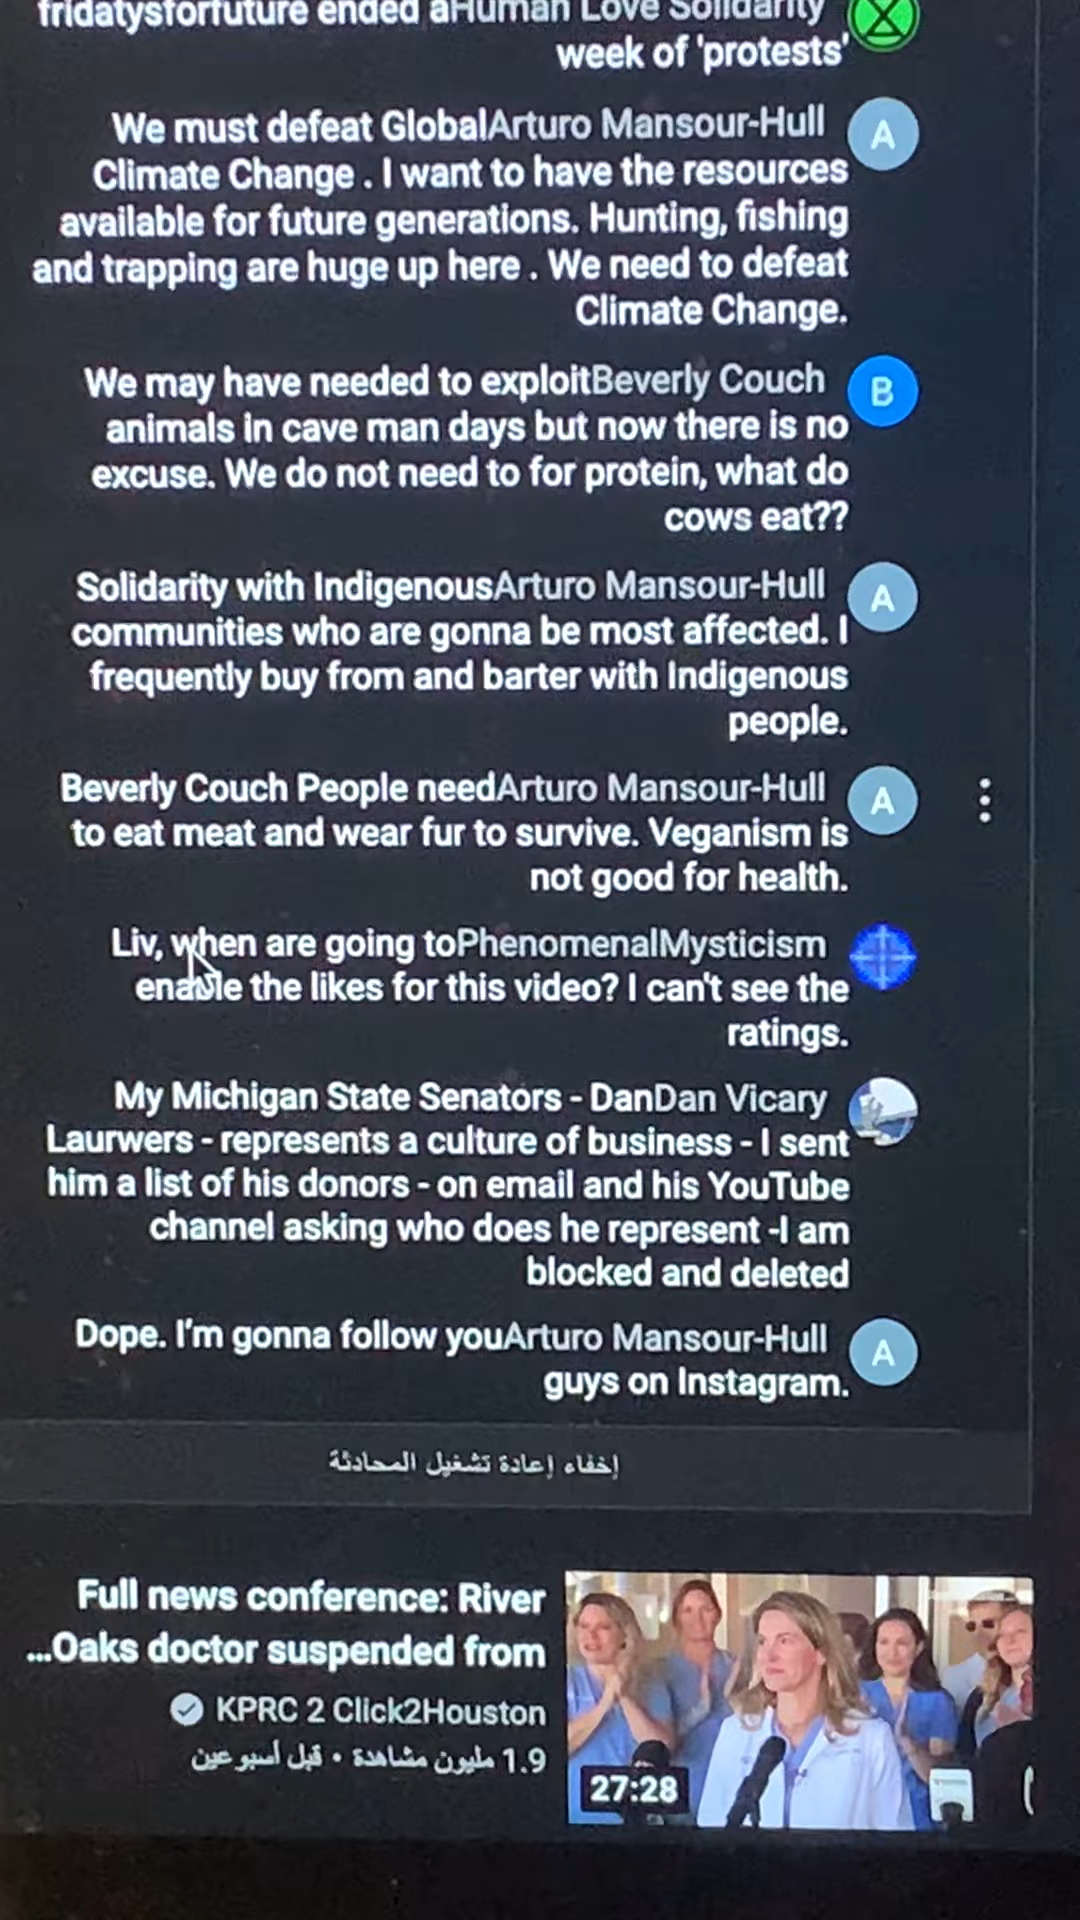 fridatysforfuture ended aHuman Love Solidarity
week of 'protests'
We must defeat GlobalArturo Mansour-Hull
A
Climate Change . I want to have the resources
available for future generations. Hunting, fishing
and trapping are huge up here . We need to defeat
Climate Change.
We may have needed to exploitBeverly Couch
B
animals in cave man days but now there is no
excuse. We do not need to for protein, what do
cows eat??
Solidarity with IndigenousArturo Mansour-Hull
A
communities who are gonna be most affected. I
frequently buy from and barter with Indigenous
people.
Beverly Couch People needArturo Mansour-Hull
A
to eat meat and wear fur to survive. Veganism is
not good for health.
Liv, when are going toPhenomenalMysticism
enable the likes for this video? I can't see the
ratings.
My Michigan State Senators - DanDan Vicary
Laurwers - represents a culture of business - I sent
him a list of his donors - on email and his YouTube
channel asking who does he represent -I am
blocked and deleted
Dope. I'm gonna follow youArturo Mansour-Hull
A
guys on Instagram.
إخفاء إعادة تشغيل المحادثة
Full news conference: River
...Oaks doctor suspended from
KPRC 2 Click2Houston
1.9 مليون مشاهدة • قبل أسبوعين
27:28